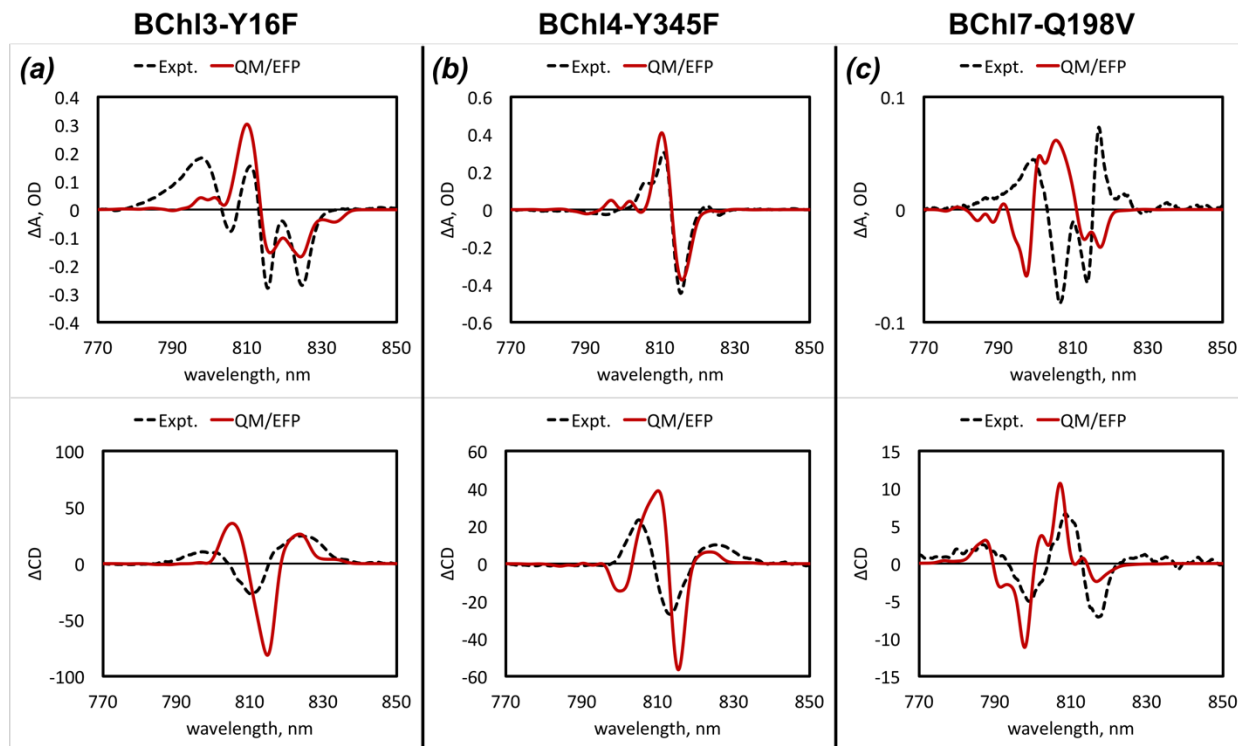 BChl3-Y16F
BChl4-Y345F
BChl7-Q198V
(a)
Expt. QM/EFP
0.4
0.3
0.2
0.1
0
-0.1
-0.2
-0.3
-0.4
ΔA, OD
770 790 810 830 850
wavelength, nm
(b)
Expt. QM/EFP
0.6
0.4
0.2
0
-0.2
-0.4
-0.6
ΔA, OD
770 790 810 830 850
wavelength, nm
(c)
Expt. QM/EFP
0.1
0
-0.1
ΔA, OD
770 790 810 830 850
wavelength, nm
Expt. QM/EFP
100
50
0
-50
-100
ΔCD
770 790 810 830 850
wavelength, nm
Expt. QM/EFP
60
40
20
0
-20
-40
-60
ΔCD
770 790 810 830 850
wavelength, nm
Expt. QM/EFP
15
10
5
0
-5
-10
-15
ΔCD
770 790 810 830 850
wavelength, nm